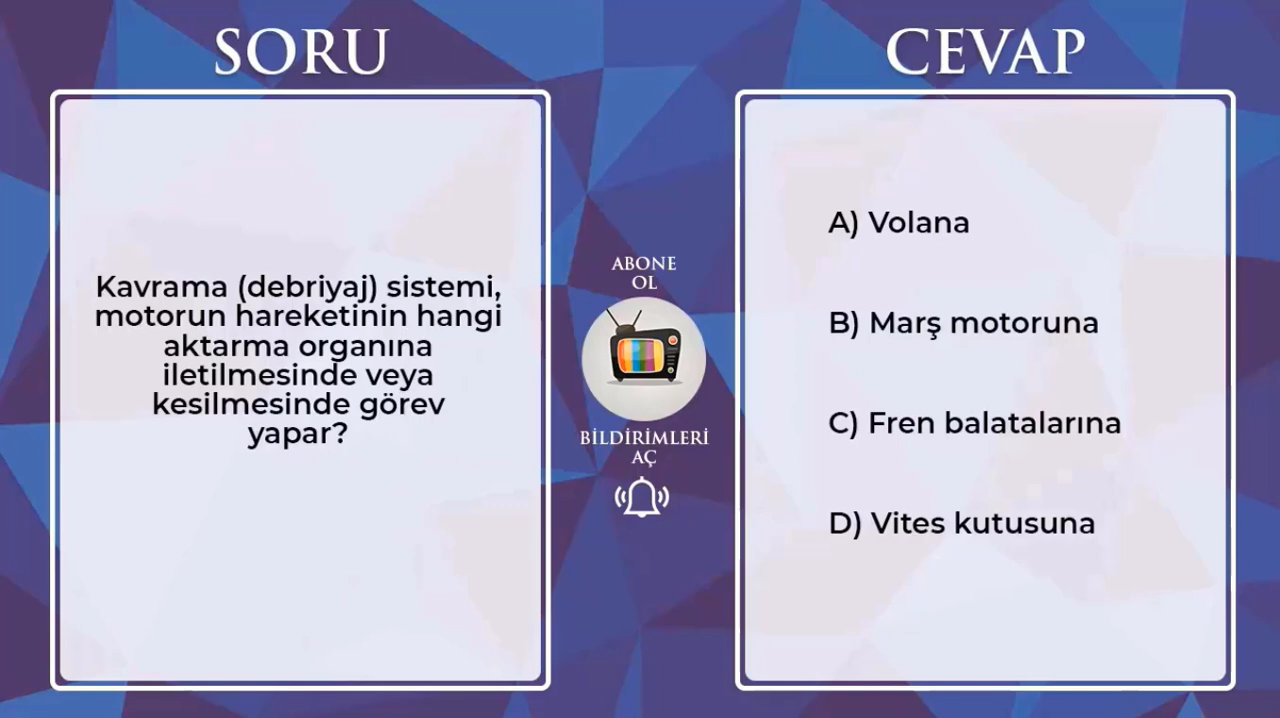 SORU
Kavrama (debriyaj) sistemi,
motorun hareketinin hangi
aktarma organına
iletilmesinde veya
kesilmesinde görev
yapar?
ABONE
OL
BİLDİRİMLERİ
AÇ
CEVAP
A) Volana
B) Marş motoruna
C) Fren balatalarına
D) Vites kutusuna